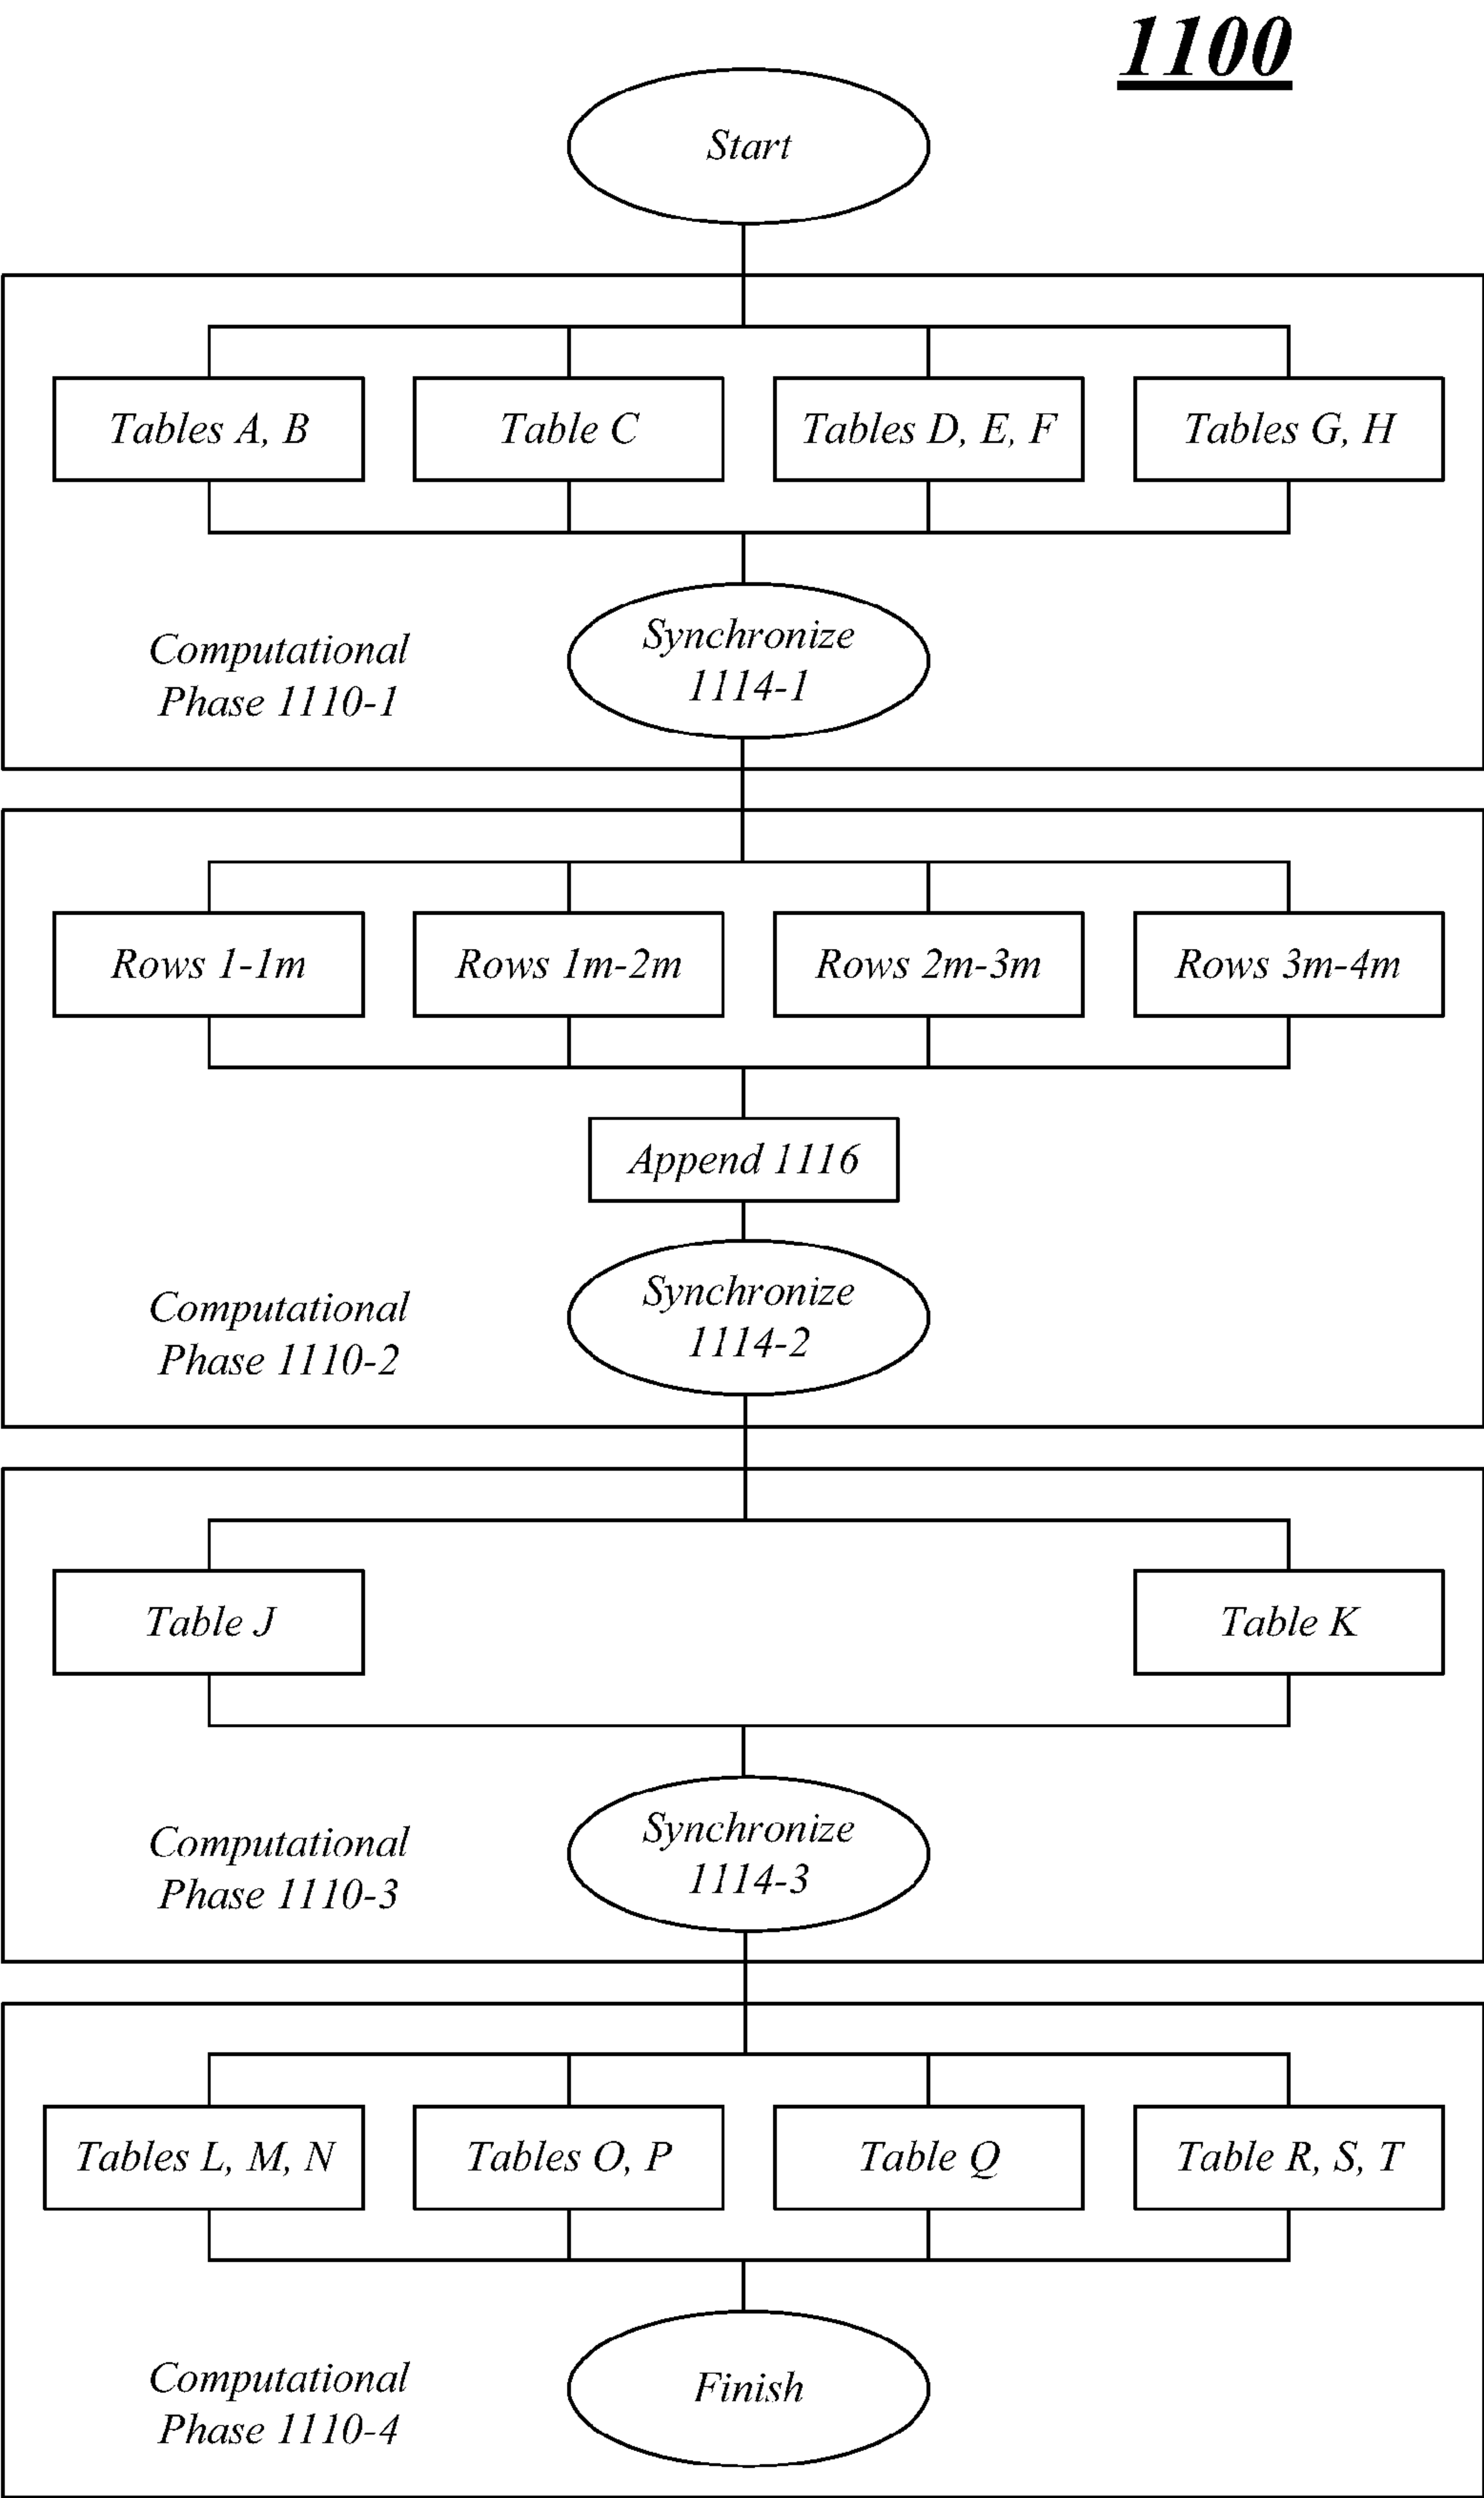 1100
Start
Tables A, B
Table C
Tables D, E, F
Tables G, H
Synchronize
1114-1
Computational
Phase 1110-1
Rows 1-1m
Rows 1m-2m
Rows 2m-3m
Rows 3m-4m
Append 1116
Synchronize
1114-2
Computational
Phase 1110-2
Table J
Table K
Synchronize
1114-3
Computational
Phase 1110-3
Tables L, M, N
Tables O, P
Table Q
Table R, S, T
Computational
Phase 1110-4
Finish